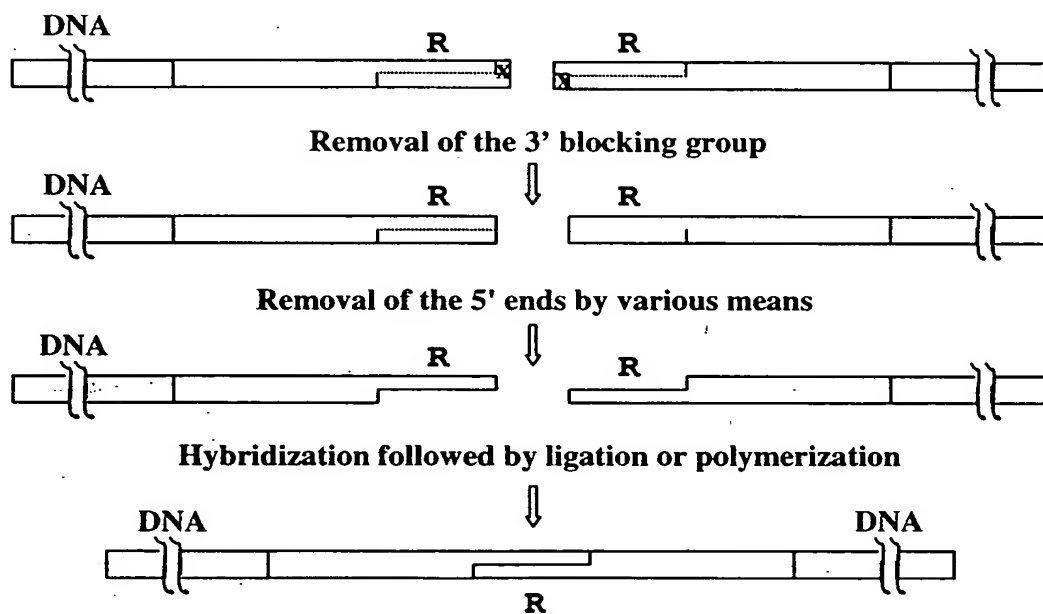 DNA
R R
X
X
Removal of the 3' blocking group
DNA
R R
Removal of the 5' ends by various means
DNA
R R
Hybridization followed by ligation or polymerization
DNA DNA
R